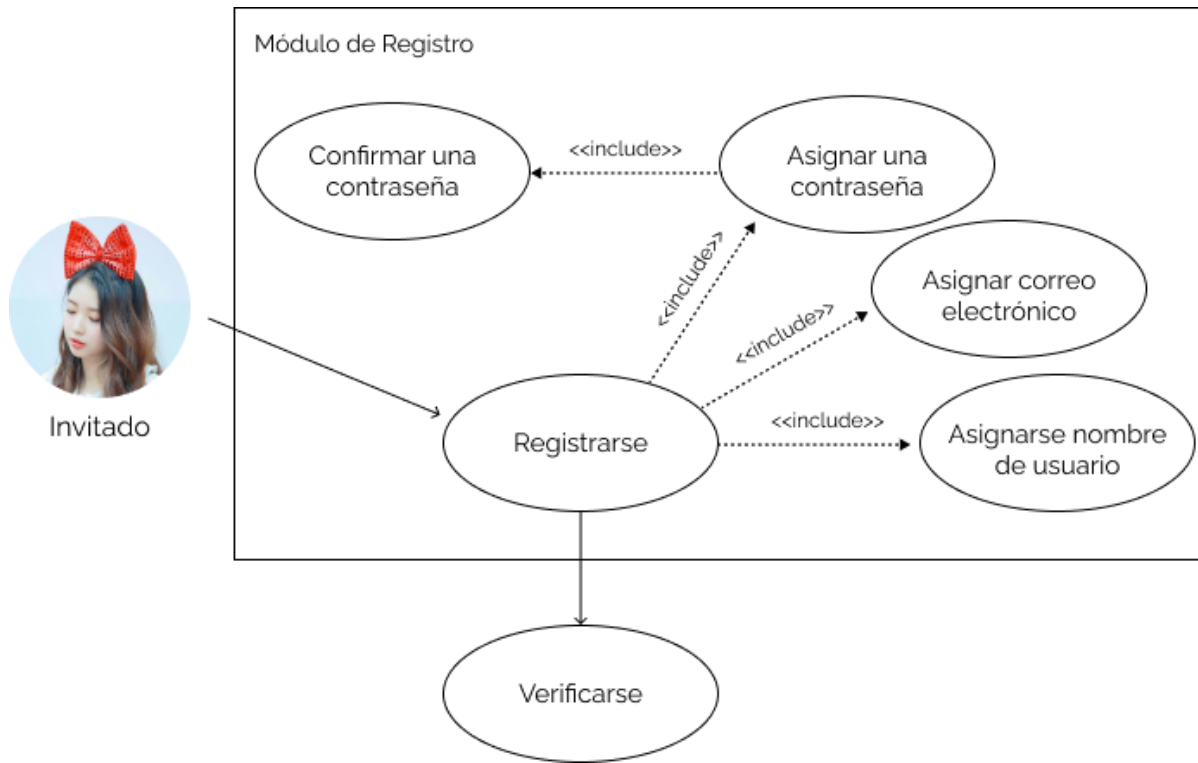 Módulo de Registro
Confirmar una
contraseña
<<include>>
Asignar una
contraseña
<<include>>
Asignar correo
electrónico
<<include>>
Invitado
Registrarse
<<include>>
Asignarse nombre
de usuario
Verificarse